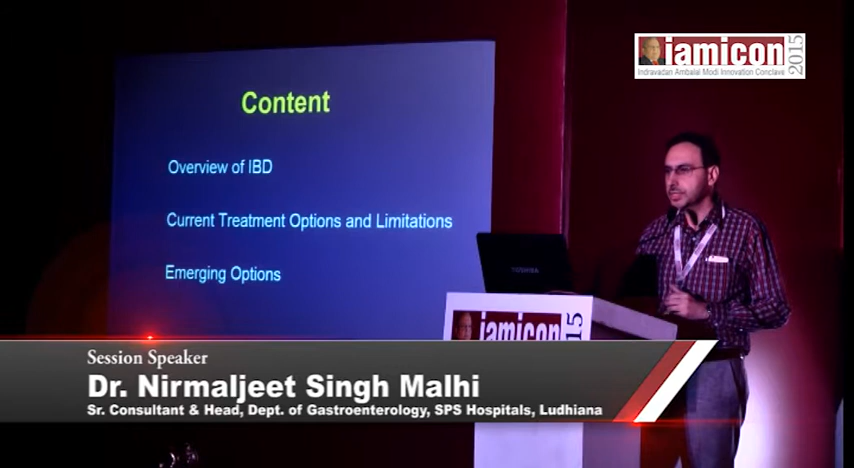 iamicon
2015
Indravadan Ambalal Modi Innovation Conclave
Content
Overview of IBD
Current Treatment Options and Limitations
Emerging Options
TOSHIBA
iamicon
2015
Session Speaker
Dr. Nirmaljeet Singh Malhi
Sr. Consultant & Head, Dept. of Gastroenterology, SPS Hospitals, Ludhiana